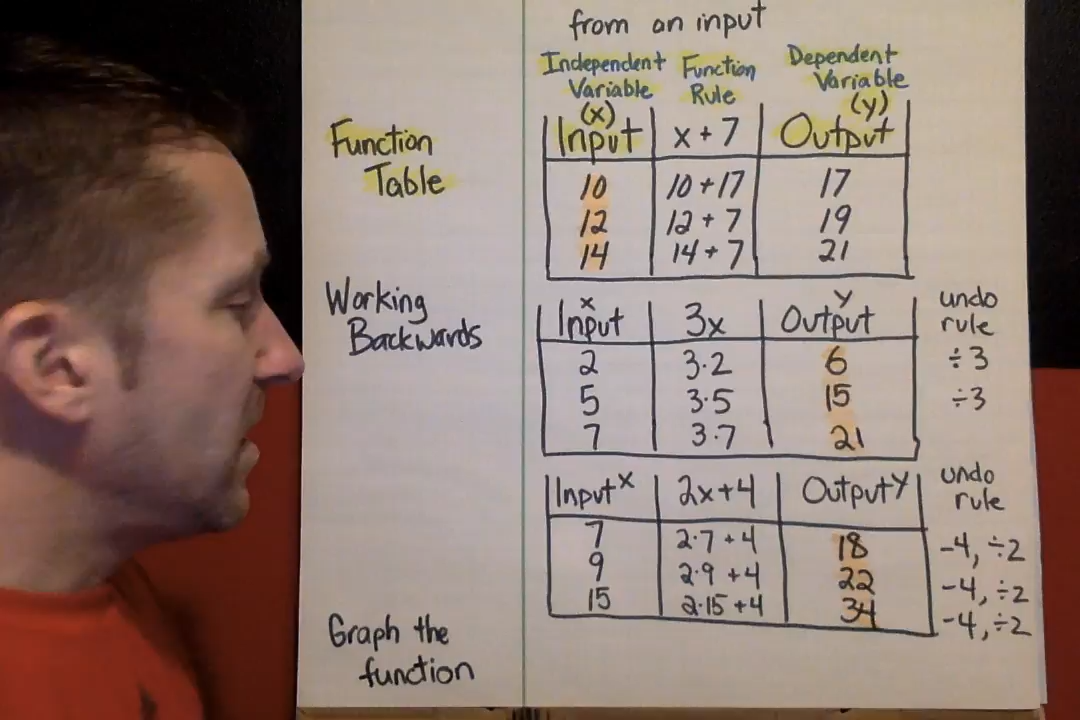 from an input
Independent Variable (x) Function Rule Dependent Variable (y)
Function Table
Input x + 7 Output
10 10 + 17 17
12 12 + 7 19
14 14 + 7 21
Working Backwards
x y undo rule
Input 3x Output
2 3·2 6 ÷3
5 3·5 15 ÷3
7 3·7 21
Input x 2x+4 Output y undo rule
7 2·7 +4 18 -4, ÷2
9 2·9 +4 22 -4, ÷2
15 2·15 +4 34 -4, ÷2
Graph the function